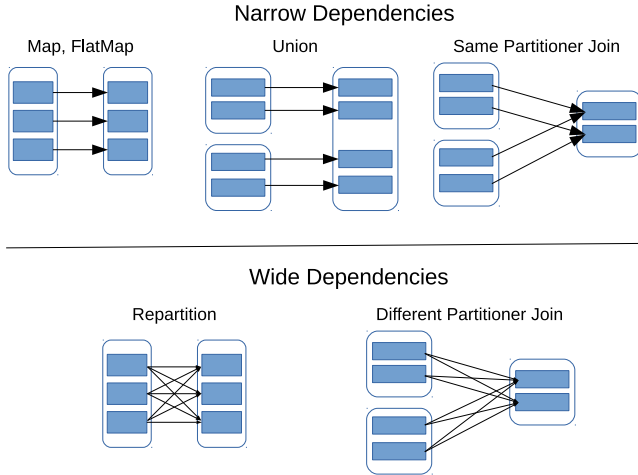 Narrow Dependencies
Map, FlatMap
Union
Same Partitioner Join
Wide Dependencies
Repartition
Different Partitioner Join